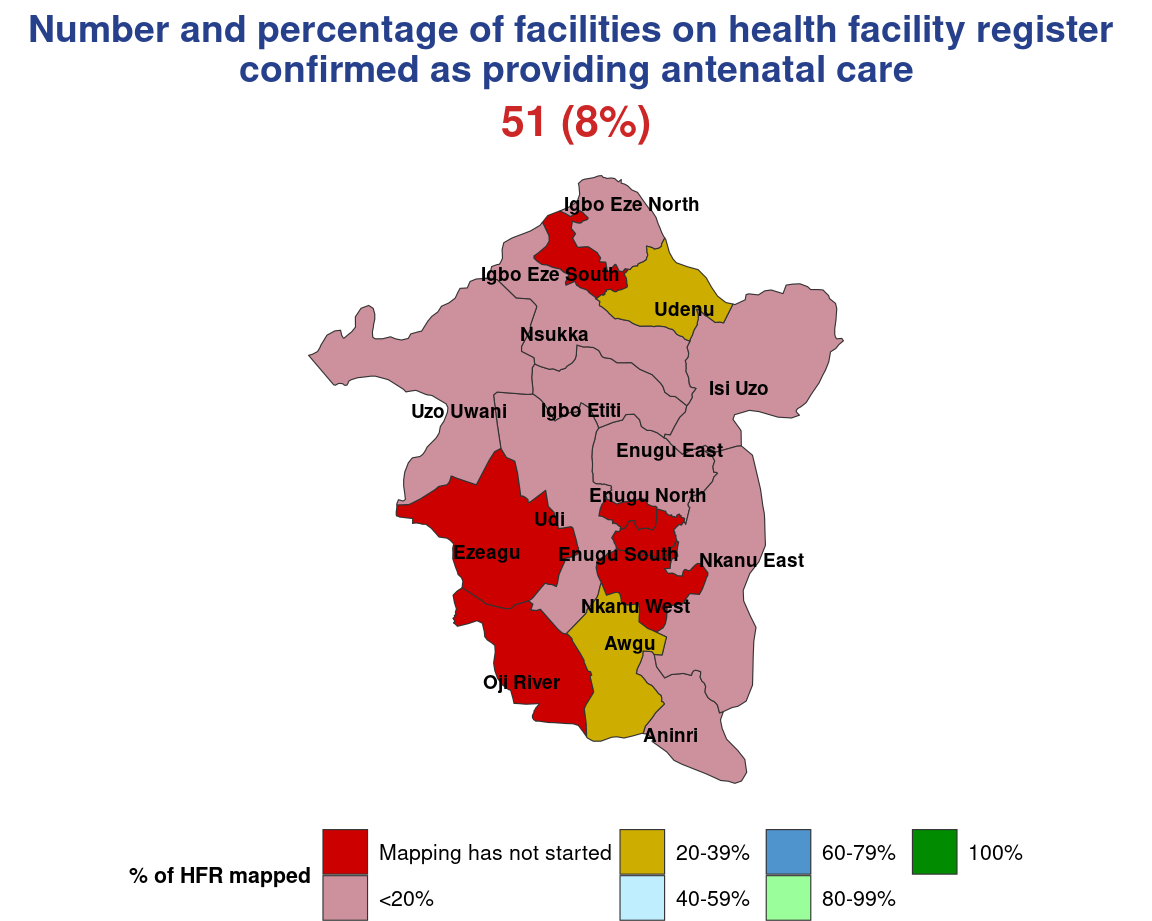 Number and percentage of facilities on health facility register
confirmed as providing antenatal care
51 (8%)
Igbo Eze North
Igbo Eze South
Udenu
Nsukka
Isi Uzo
Uzo Uwani
Igbo Etiti
Enugu East
Enugu North
Udi
Ezeagu
Enugu South
Nkanu East
Nkanu West
Awgu
Oji River
Aninri
% of HFR mapped
Mapping has not started
<20%
20-39%
40-59%
60-79%
80-99%
100%